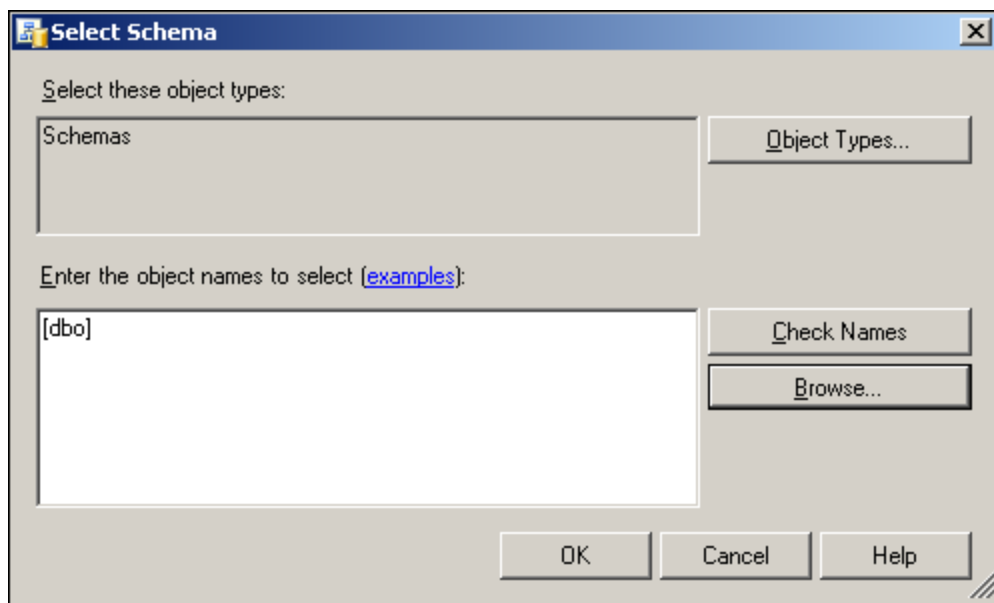 Select Schema
Select these object types:
Schemas
Object Types...
Enter the object names to select (examples):
[dbo]
Check Names
Browse...
OK
Cancel
Help